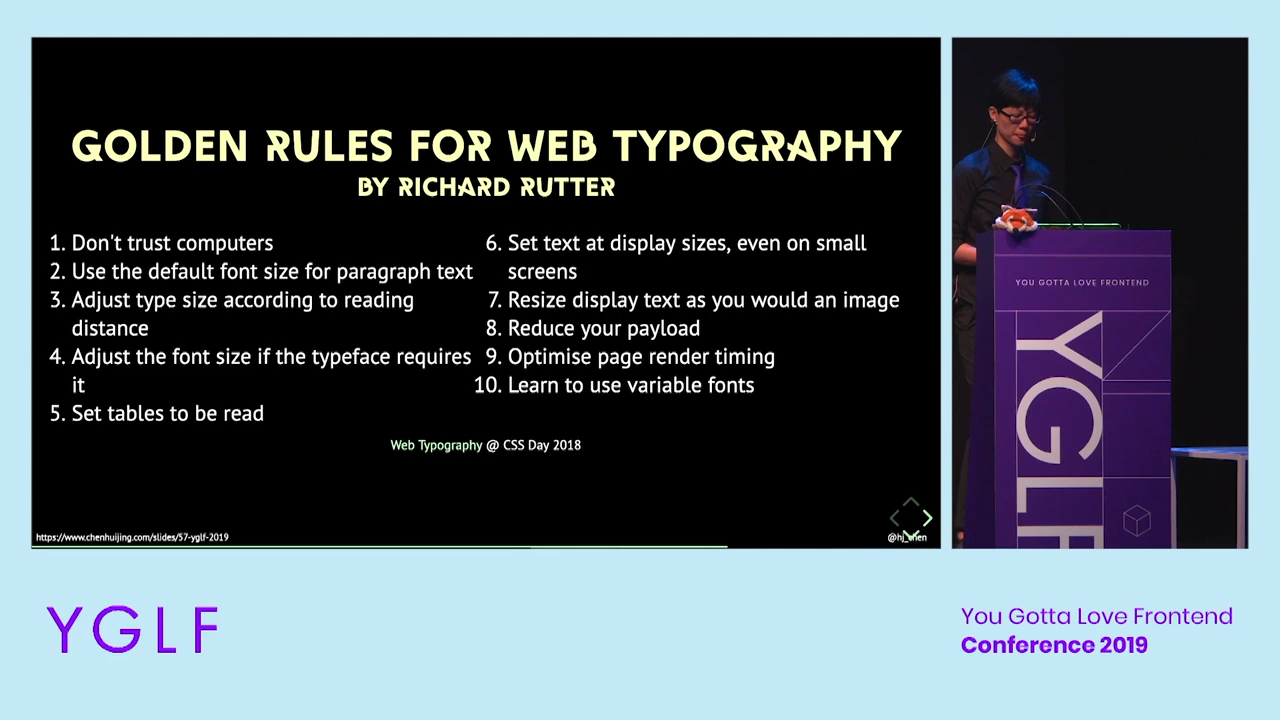 GOLDEN RULES FOR WEB TYPOGRAPHY
BY RICHARD RUTTER
1. Don't trust computers
2. Use the default font size for paragraph text
3. Adjust type size according to reading
distance
4. Adjust the font size if the typeface requires
it
5. Set tables to be read
6. Set text at display sizes, even on small
screens
7. Resize display text as you would an image
8. Reduce your payload
9. Optimise page render timing
10. Learn to use variable fonts
Web Typography @ CSS Day 2018
https://www.chenhuijing.com/slides/57-yglf-2019
@hj_chen
YOU GOTTA LOVE FRONTEND
YGLF
YGLF
You Gotta Love Frontend
Conference 2019